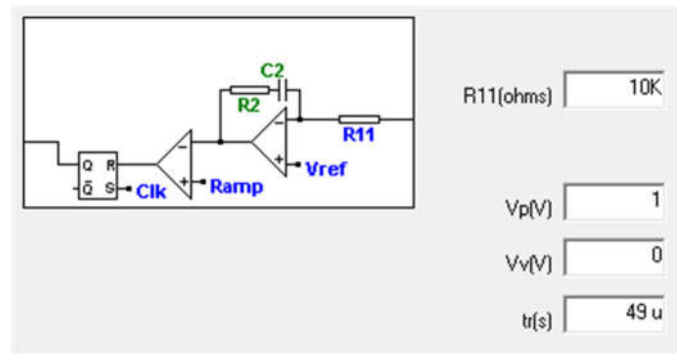 C2
R2
R11
Vref
Ramp
Q R
Q̄ S
Clk
- + - +
R11(ohms) 10K
Vp(V) 1
Vv(V) 0
tr(s) 49 u